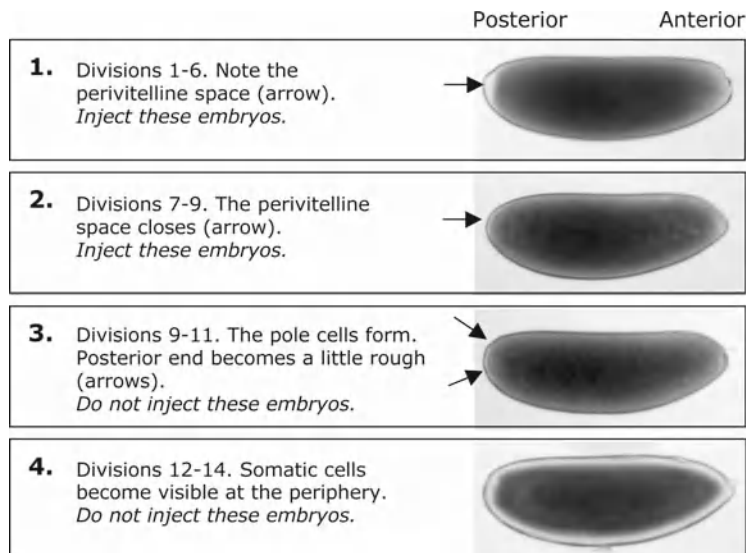 Posterior Anterior
1. Divisions 1-6. Note the
perivitelline space (arrow).
Inject these embryos.
2. Divisions 7-9. The perivitelline
space closes (arrow).
Inject these embryos.
3. Divisions 9-11. The pole cells form.
Posterior end becomes a little rough
(arrows).
Do not inject these embryos.
4. Divisions 12-14. Somatic cells
become visible at the periphery.
Do not inject these embryos.